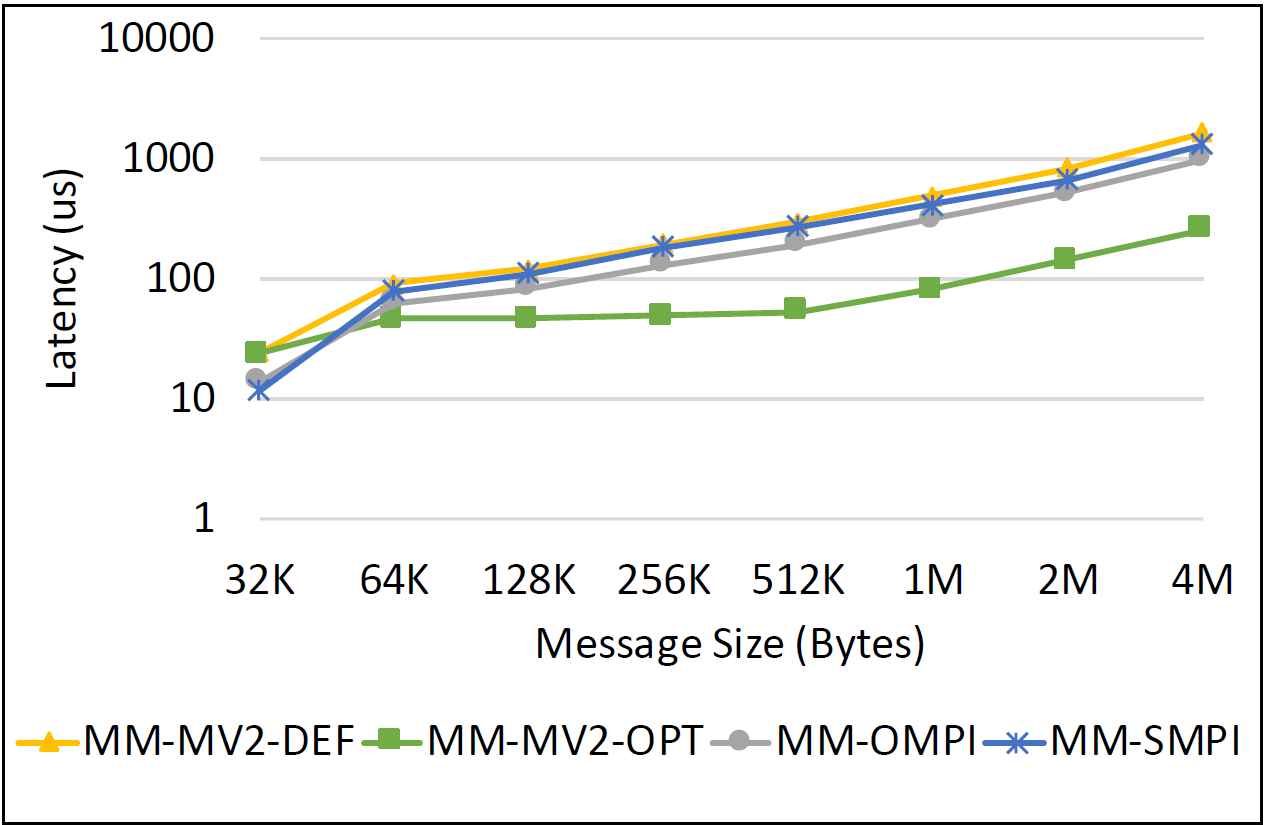 10000
1000
100
10
1
Latency (us)
32K 64K 128K 256K 512K 1M 2M 4M
Message Size (Bytes)
MM-MV2-DEF MM-MV2-OPT MM-OMPI MM-SMPI